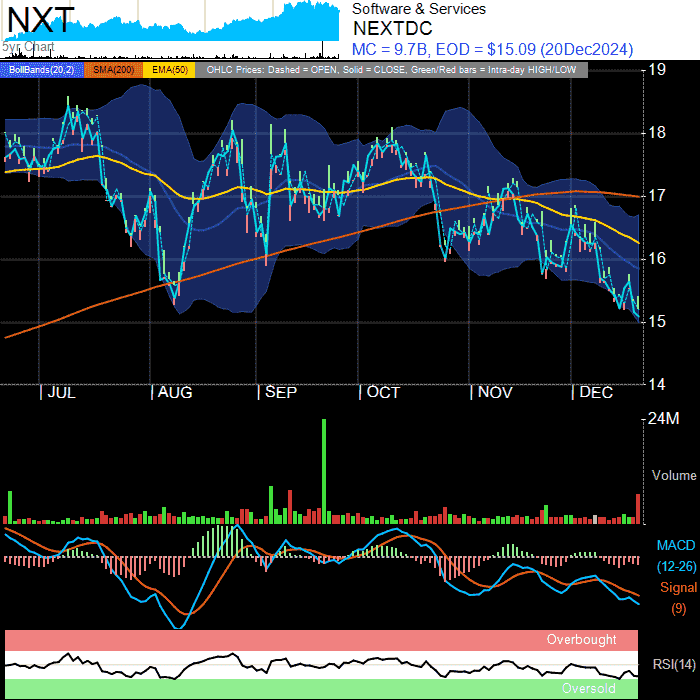 NXT
5yr Chart
Software & Services
NEXTDC
MC = 9.7B, EOD = $15.09 (20Dec2024)
BollBands(20,2) SMA(200) EMA(50) OHLC Prices: Dashed = OPEN, Solid = CLOSE, Green/Red bars = Intra-day HIGH/LOW
19
18
17
16
15
14
JUL AUG SEP OCT NOV DEC
24M
Volume
MACD
(12-26)
Signal
(9)
Overbought
RSI(14)
Oversold